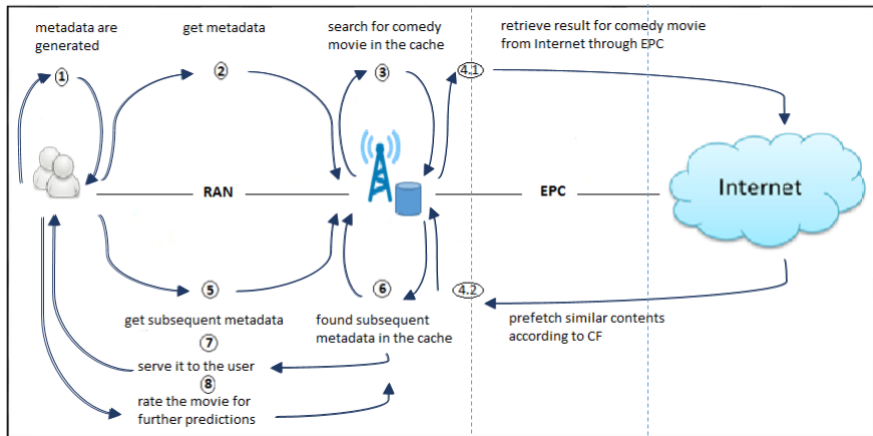 metadata are
generated
get metadata
search for comedy
movie in the cache
retrieve result for comedy movie
from Internet through EPC
1
2
3
4.1
RAN
EPC
Internet
5
6
4.2
get subsequent metadata
found subsequent
metadata in the cache
prefetch similar contents
according to CF
7
serve it to the user
8
rate the movie for
further predictions